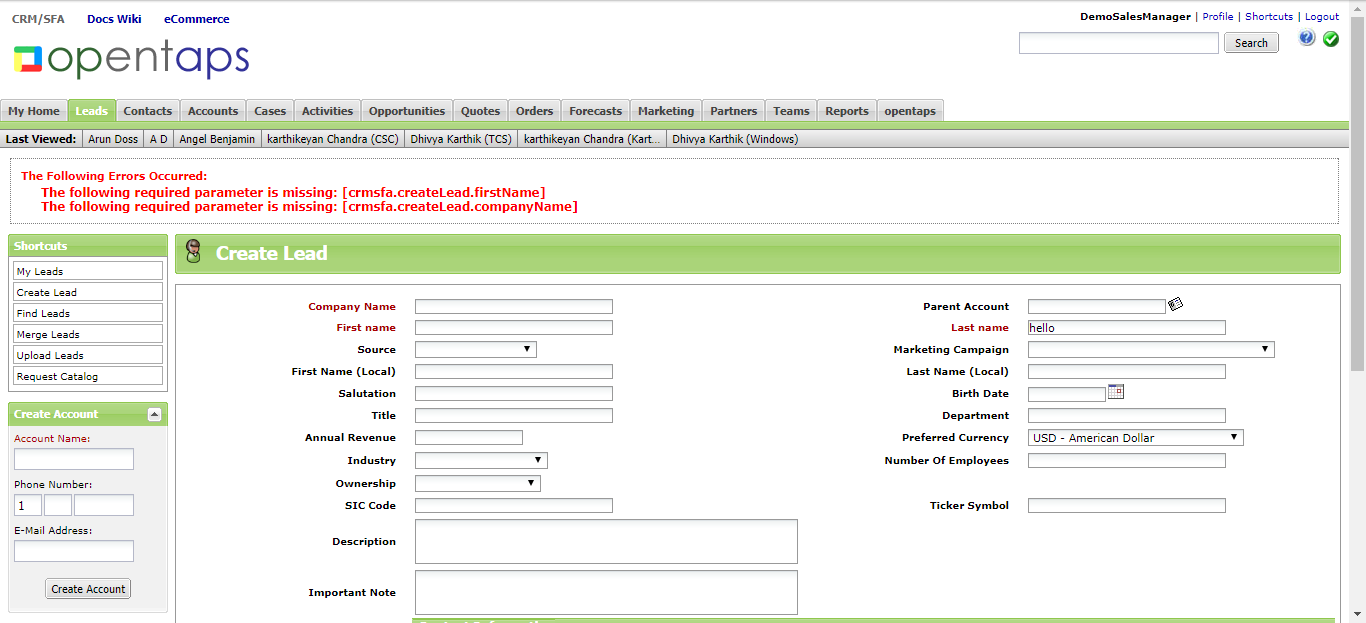 CRM/SFA Docs Wiki eCommerce
DemoSalesManager | Profile | Shortcuts | Logout
opentaps
Search
My Home Leads Contacts Accounts Cases Activities Opportunities Quotes Orders Forecasts Marketing Partners Teams Reports opentaps
Last Viewed: Arun Doss A D Angel Benjamin karthikeyan Chandra (CSC) Dhivya Karthik (TCS) karthikeyan Chandra (Kart... Dhivya Karthik (Windows)
The Following Errors Occurred:
The following required parameter is missing: [crmsfa.createLead.firstName]
The following required parameter is missing: [crmsfa.createLead.companyName]
Shortcuts
My Leads
Create Lead
Find Leads
Merge Leads
Upload Leads
Request Catalog
Create Account
Account Name:
Phone Number:
1
E-Mail Address:
Create Account
Create Lead
Company Name Parent Account
First name Last name hello
Source Marketing Campaign
First Name (Local) Last Name (Local)
Salutation Birth Date
Title Department
Annual Revenue Preferred Currency USD - American Dollar
Industry Number Of Employees
Ownership
SIC Code Ticker Symbol
Description
Important Note